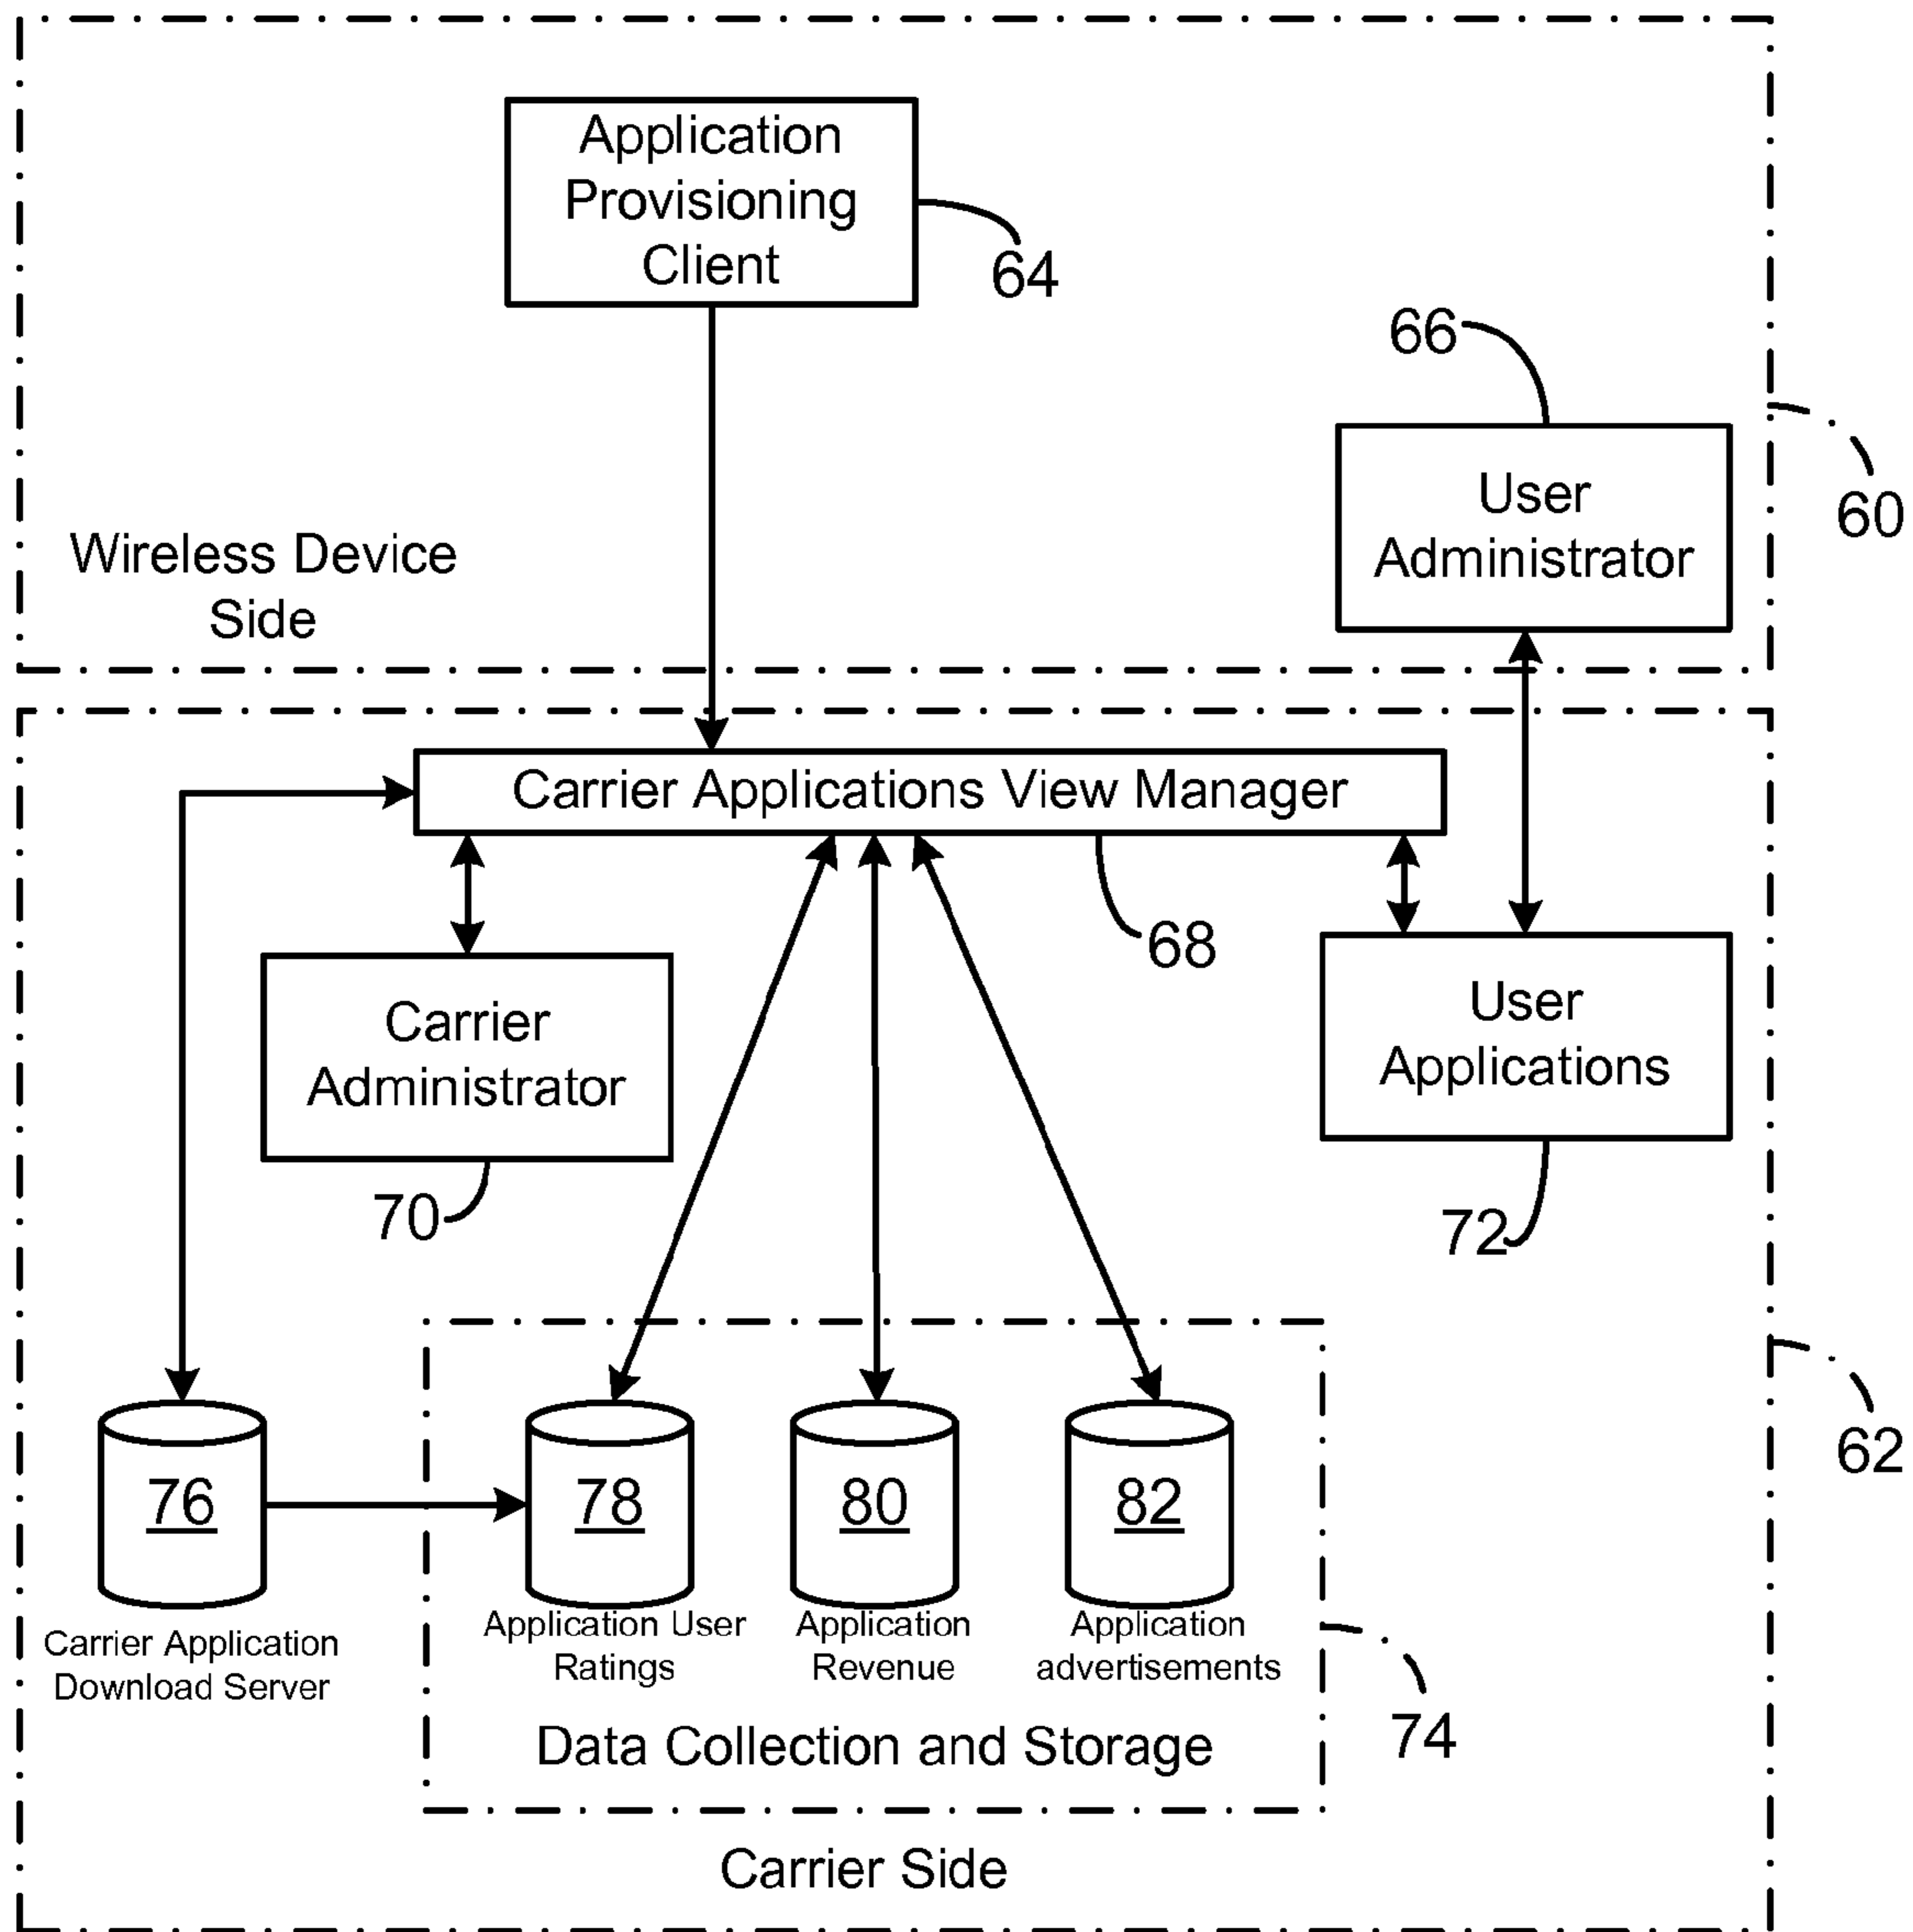 Application
Provisioning
Client
64
66
User
Administrator
60
Wireless Device
Side
Carrier Applications View Manager
68
Carrier
Administrator
70
User
Applications
72
76
78
80
82
62
Carrier Application
Download Server
Application User
Ratings
Application
Revenue
Application
advertisements
74
Data Collection and Storage
Carrier Side